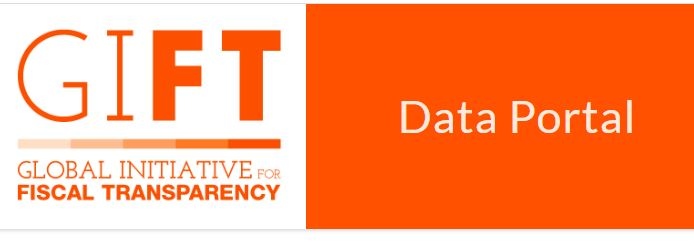 GIFT
GLOBAL INITIATIVE FOR
FISCAL TRANSPARENCY
Data Portal